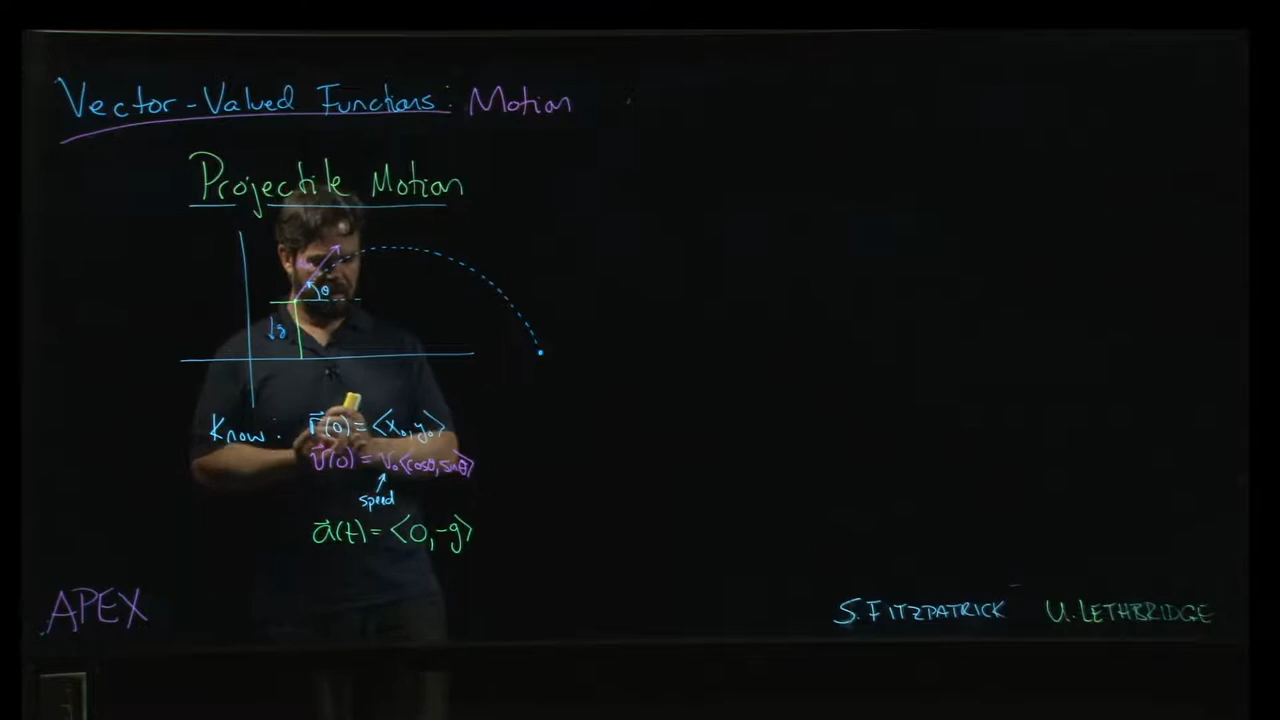 Vector-Valued Functions: Motion
Projectile Motion
θ
↓g
Know: r⃗(0) = ⟨x₀, y₀⟩
v⃗(0) = v₀⟨cosθ, sinθ⟩
speed
a⃗(t) = ⟨0, -g⟩
APEX
S. FITZPATRICK U. LETHBRIDGE